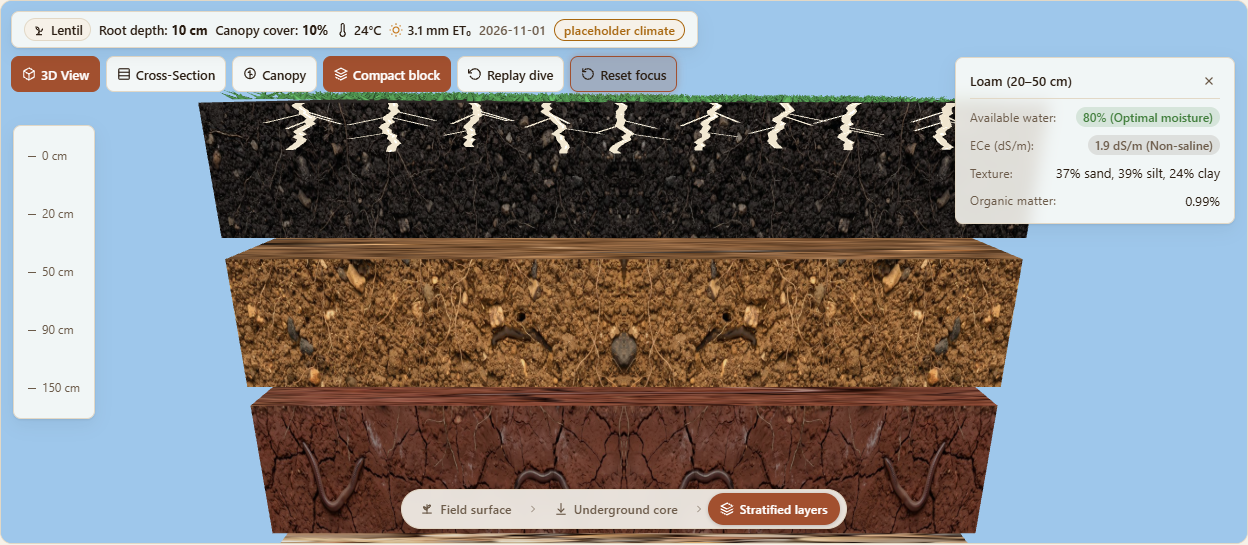 Lentil Root depth: 10 cm Canopy cover: 10% 24°C 3.1 mm ET₀ 2026-11-01 placeholder climate
3D View Cross-Section Canopy Compact block Replay dive Reset focus
Loam (20–50 cm) ×
Available water: 80% (Optimal moisture)
ECe (dS/m): 1.9 dS/m (Non-saline)
Texture: 37% sand, 39% silt, 24% clay
Organic matter: 0.99%
0 cm
20 cm
50 cm
90 cm
150 cm
Field surface › Underground core › Stratified layers